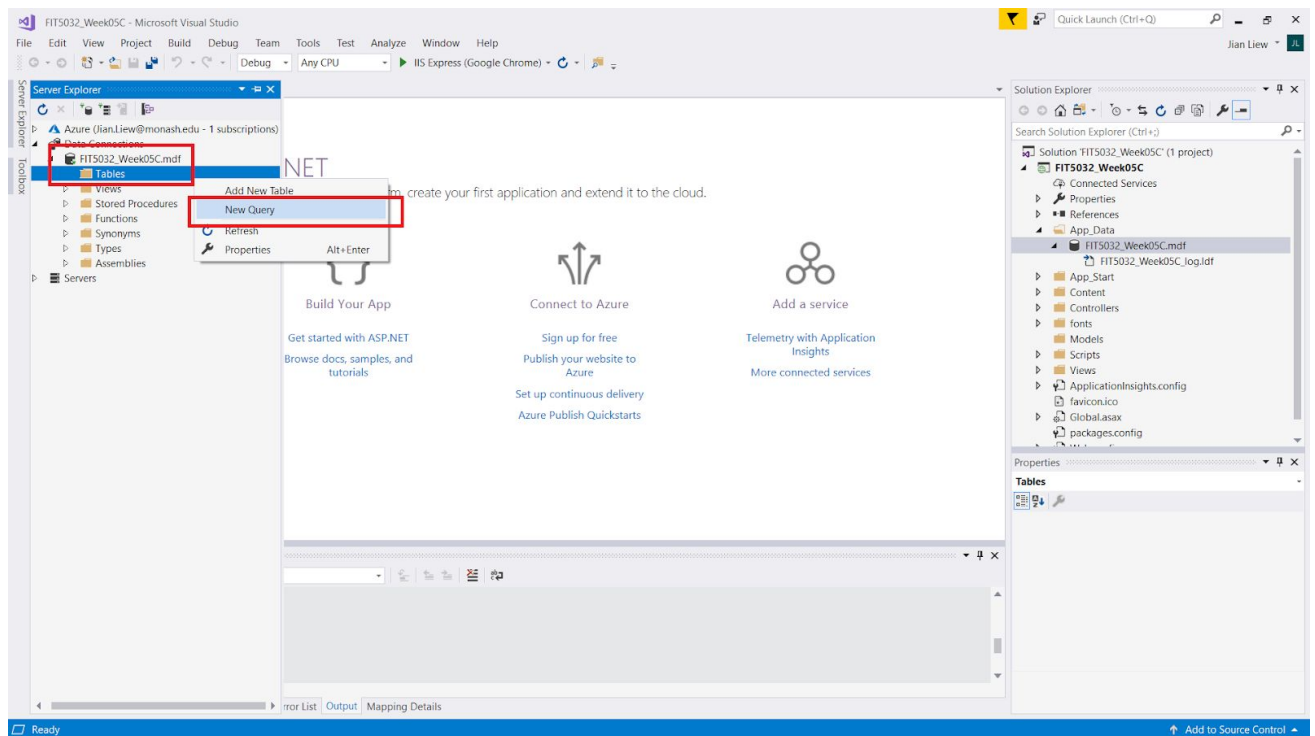 FIT5032_Week05C - Microsoft Visual Studio
Quick Launch (Ctrl+Q)
File Edit View Project Build Debug Team Tools Test Analyze Window Help
Jian Liew JL
Debug Any CPU IIS Express (Google Chrome)
Server Explorer
Toolbox
Server Explorer
Azure (Jian.Liew@monash.edu - 1 subscriptions)
Data Connections
FIT5032_Week05C.mdf
Tables
Views
Stored Procedures
Functions
Synonyms
Types
Assemblies
Servers
Add New Table
New Query
Refresh
Properties Alt+Enter
NET
create your first application and extend it to the cloud.
Build Your App
Get started with ASP.NET
Browse docs, samples, and
tutorials
Connect to Azure
Sign up for free
Publish your website to
Azure
Set up continuous delivery
Azure Publish Quickstarts
Add a service
Telemetry with Application
Insights
More connected services
rror List Output Mapping Details
Solution Explorer
Search Solution Explorer (Ctrl+;)
Solution 'FIT5032_Week05C' (1 project)
FIT5032_Week05C
Connected Services
Properties
References
App_Data
FIT5032_Week05C.mdf
FIT5032_Week05C_log.ldf
App_Start
Content
Controllers
fonts
Models
Scripts
Views
ApplicationInsights.config
favicon.ico
Global.asax
packages.config
Properties
Tables
Ready
Add to Source Control